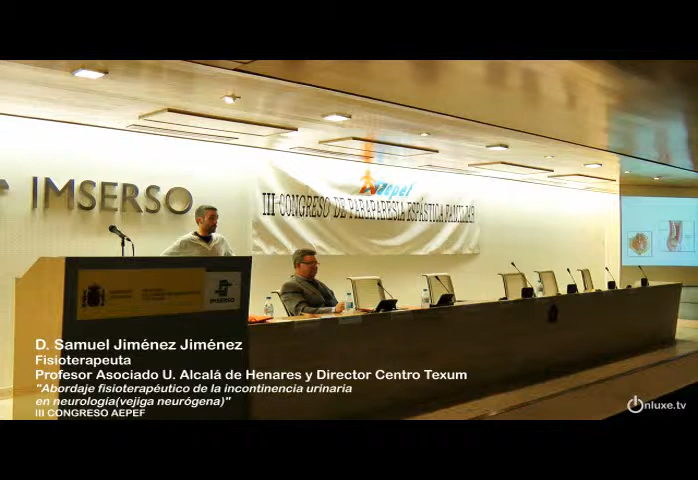 IMSERSO
aepef
III CONGRESO DE PARAPARESIA ESPÁSTICA FAMILIAR
IMSERSO
D. Samuel Jiménez Jiménez
Fisioterapeuta
Profesor Asociado U. Alcalá de Henares y Director Centro Texum
"Abordaje fisioterapéutico de la incontinencia urinaria
en neurología(vejiga neurógena)"
III CONGRESO AEPEF
onluxe.tv